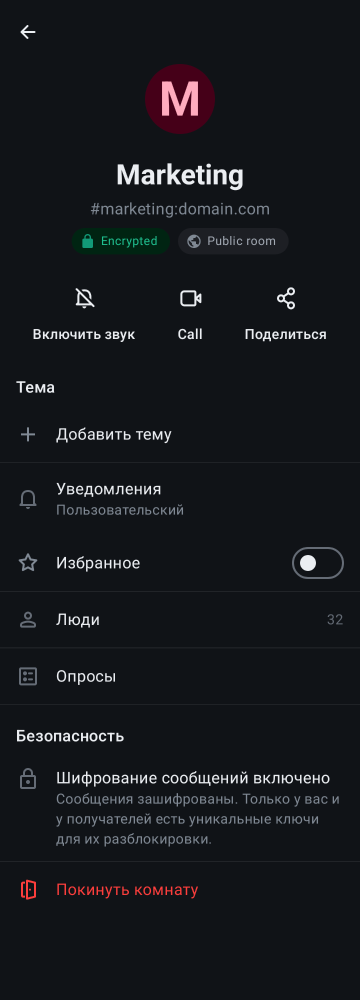 M
Marketing
#marketing:domain.com
Encrypted
Public room
Включить звук
Call
Поделиться
Тема
Добавить тему
Уведомления
Пользовательский
Избранное
Люди
32
Опросы
Безопасность
Шифрование сообщений включено
Сообщения зашифрованы. Только у вас и
у получателей есть уникальные ключи
для их разблокировки.
Покинуть комнату